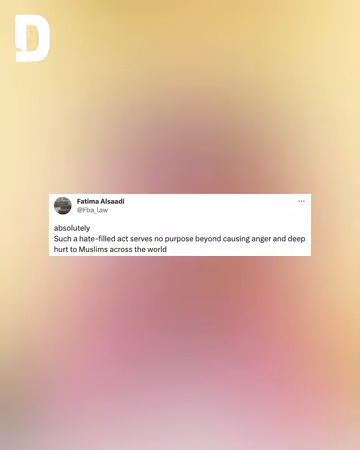 D
Fatima Alsaadi
@Fba_law
absolutely
Such a hate-filled act serves no purpose beyond causing anger and deep
hurt to Muslims across the world